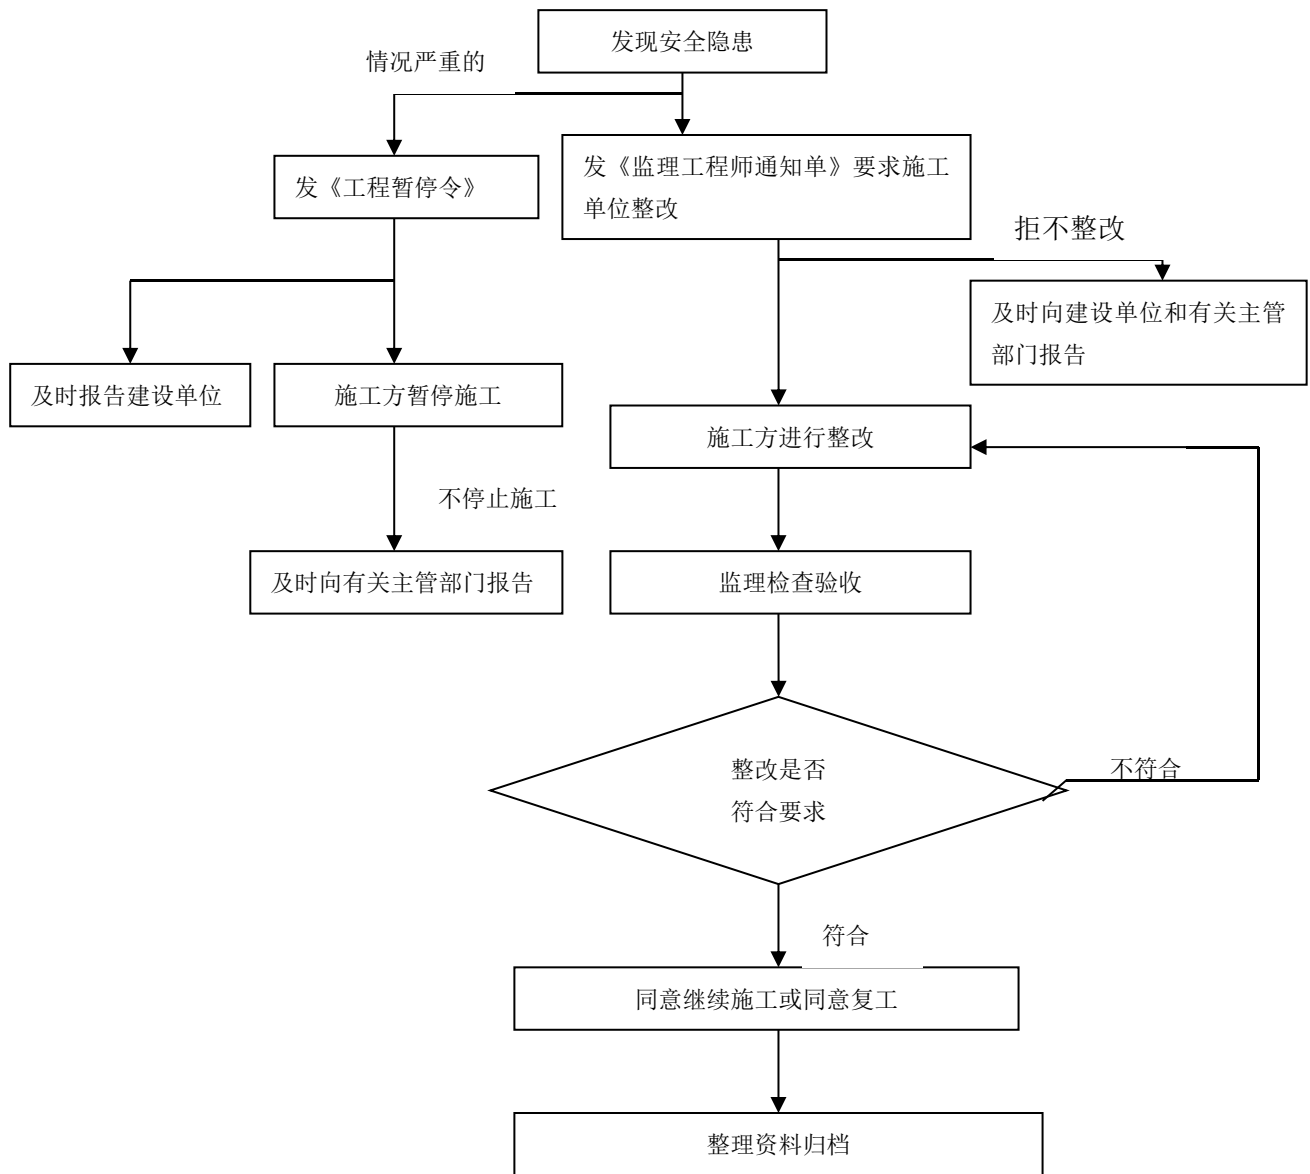 发现安全隐患
情况严重的
发《监理工程师通知单》要求施工
单位整改
发《工程暂停令》
拒不整改
及时向建设单位和有关主管
部门报告
及时报告建设单位
施工方暂停施工
施工方进行整改
不停止施工
及时向有关主管部门报告
监理检查验收
整改是否
符合要求
不符合
符合
同意继续施工或同意复工
整理资料归档